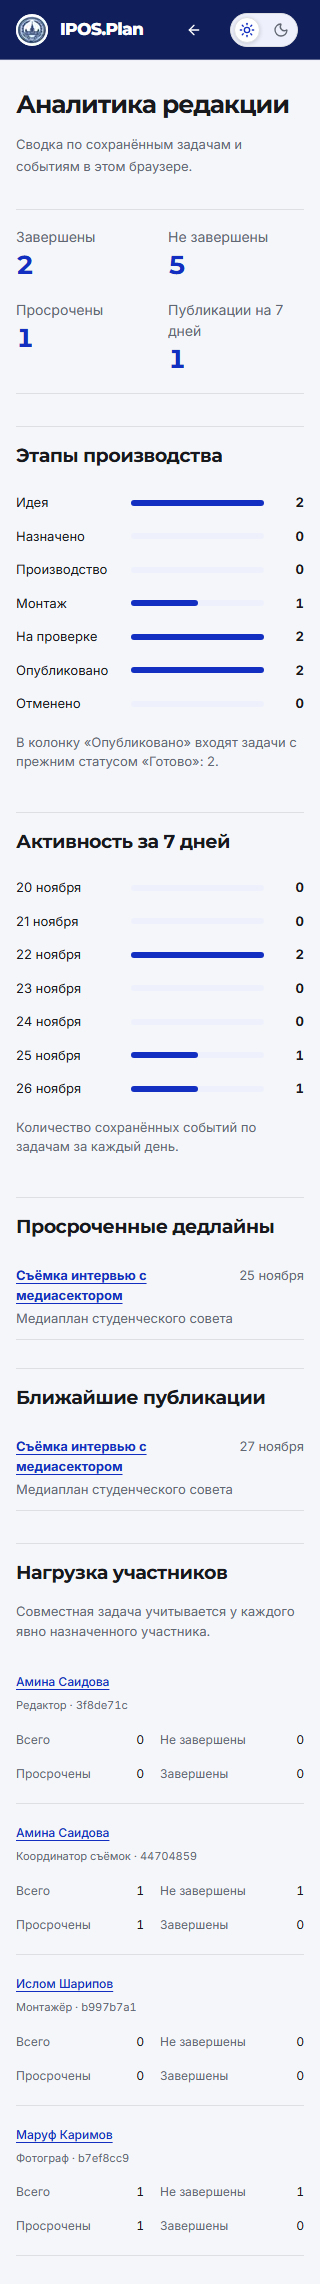 IPOS.Plan
Аналитика редакции
Сводка по сохранённым задачам и
событиям в этом браузере.
Завершены
2
Не завершены
5
Просрочены
1
Публикации на 7
дней
1
Этапы производства
Идея 2
Назначено 0
Производство 0
Монтаж 1
На проверке 2
Опубликовано 2
Отменено 0
В колонку «Опубликовано» входят задачи с
прежним статусом «Готово»: 2.
Активность за 7 дней
20 ноября 0
21 ноября 0
22 ноября 2
23 ноября 0
24 ноября 0
25 ноября 1
26 ноября 1
Количество сохранённых событий по
задачам за каждый день.
Просроченные дедлайны
Съёмка интервью с 25 ноября
медиасектором
Медиаплан студенческого совета
Ближайшие публикации
Съёмка интервью с 27 ноября
медиасектором
Медиаплан студенческого совета
Нагрузка участников
Совместная задача учитывается у каждого
явно назначенного участника.
Амина Саидова
Редактор · 3f8de71c
Всего 0 Не завершены 0
Просрочены 0 Завершены 0
Амина Саидова
Координатор съёмок · 44704859
Всего 1 Не завершены 1
Просрочены 1 Завершены 0
Ислом Шарипов
Монтажёр · b997b7a1
Всего 0 Не завершены 0
Просрочены 0 Завершены 0
Маруф Каримов
Фотограф · b7ef8cc9
Всего 1 Не завершены 1
Просрочены 1 Завершены 0